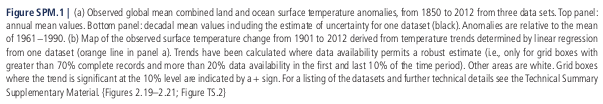 Figure SPM.1 | (a) Observed global mean combined land and ocean surface temperature anomalies, from 1850 to 2012 from three data sets. Top panel:
annual mean values. Bottom panel: decadal mean values including the estimate of uncertainty for one dataset (black). Anomalies are relative to the mean
of 1961−1990. (b) Map of the observed surface temperature change from 1901 to 2012 derived from temperature trends determined by linear regression
from one dataset (orange line in panel a). Trends have been calculated where data availability permits a robust estimate (i.e., only for grid boxes with
greater than 70% complete records and more than 20% data availability in the first and last 10% of the time period). Other areas are white. Grid boxes
where the trend is significant at the 10% level are indicated by a + sign. For a listing of the datasets and further technical details see the Technical Summary
Supplementary Material. {Figures 2.19–2.21; Figure TS.2}